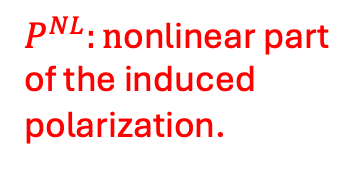 P^{NL}: nonlinear part
of the induced
polarization.